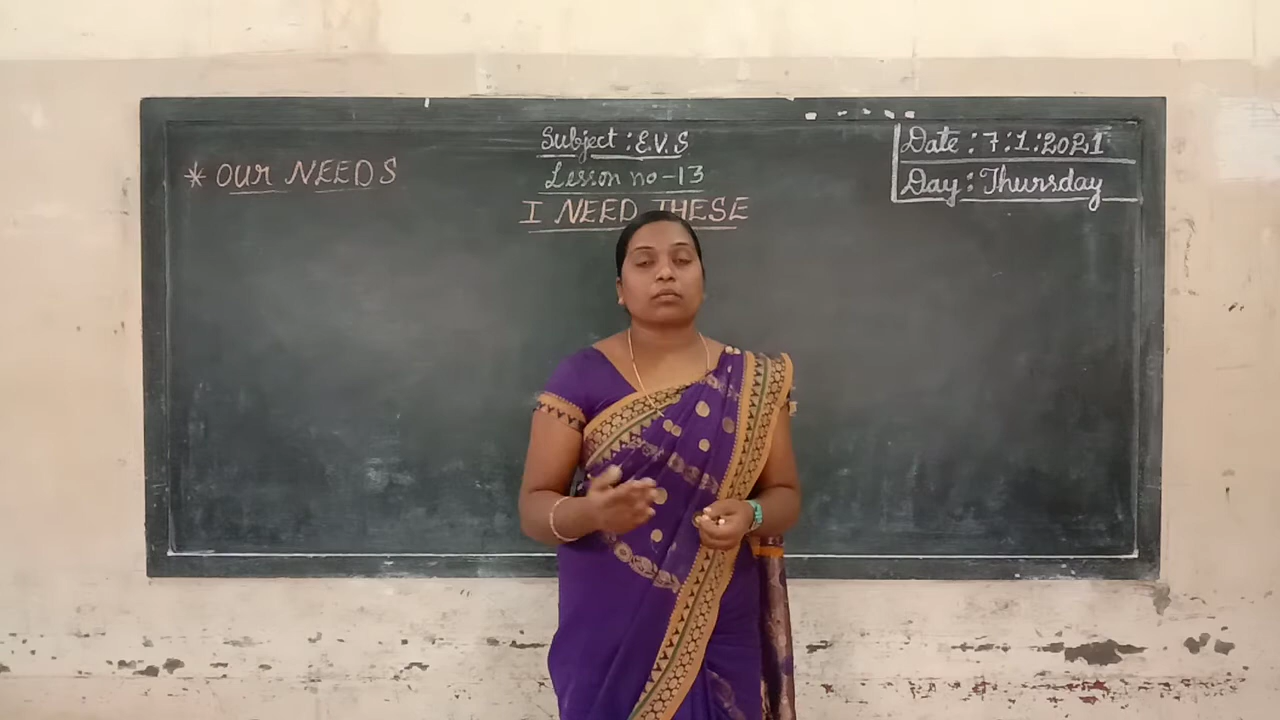 * OUR NEEDS
Subject : E.V.S
Lesson no - 13
I NEED THESE
Date : 7:1:2021
Day : Thursday